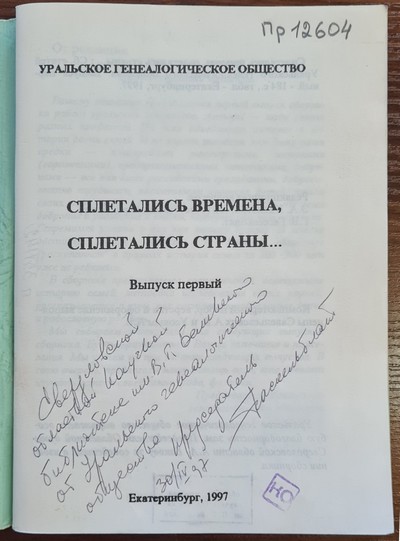 Пр 12604
УРАЛЬСКОЕ ГЕНЕАЛОГИЧЕСКОЕ ОБЩЕСТВО
СПЛЕТАЛИСЬ ВРЕМЕНА,
СПЛЕТАЛИСЬ СТРАНЫ...
Выпуск первый
Свердловской
областной научной
библиотеке им В.Г. Белинского
от Уральского генеалогического
общества председатель
30/IV 97
Екатеринбург, 1997
НО